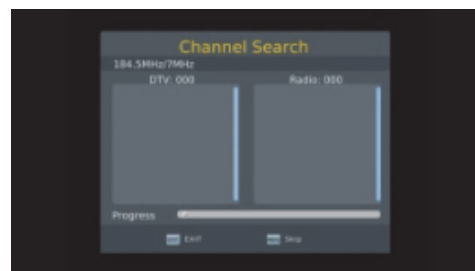 Channel Search
184.5MHz/7MHz
DTV: 000 Radio: 000
Progress
EXIT Skip